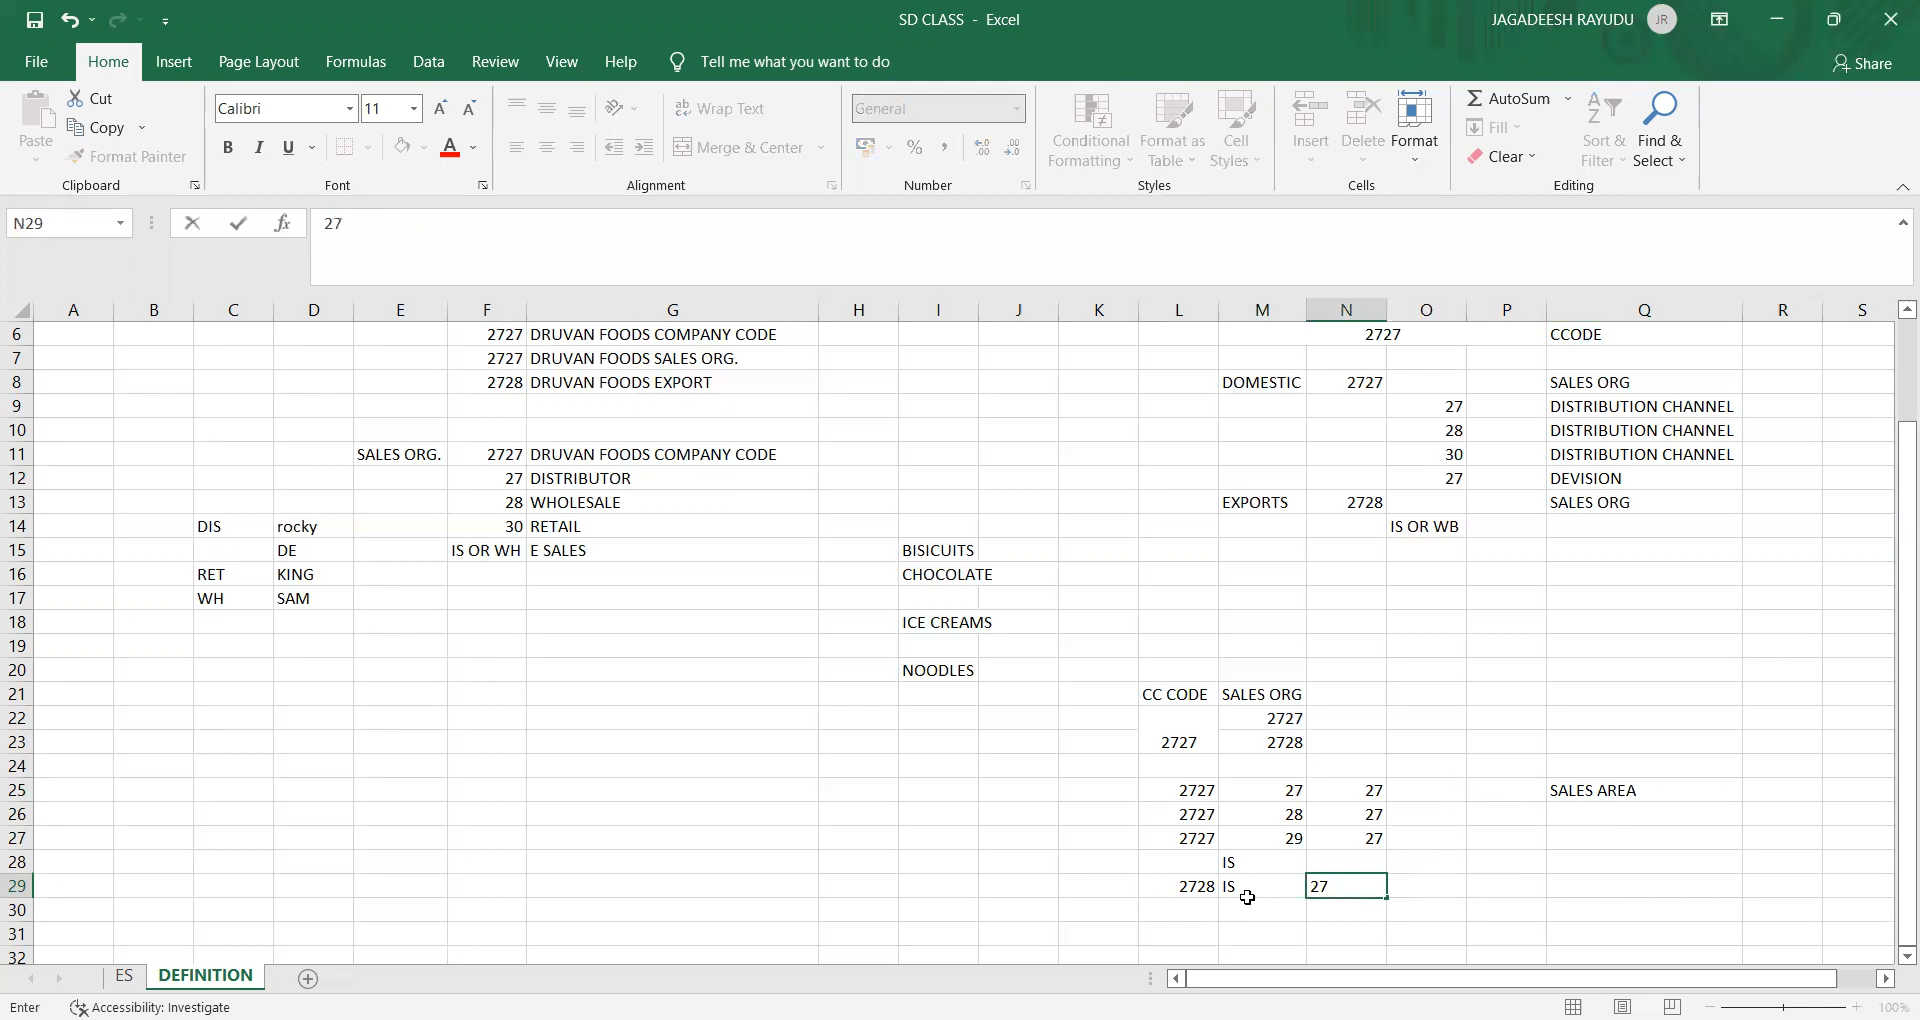 SD CLASS - Excel
JAGADEESH RAYUDU JR
File Home Insert Page Layout Formulas Data Review View Help Tell me what you want to do Share
Paste Cut Copy Format Painter Clipboard
Calibri 11 A A B I U A Font
ab Wrap Text Merge & Center Alignment
General % , Number
Conditional Formatting Format as Table Cell Styles Styles
Insert Delete Format Cells
AutoSum Fill Clear Sort & Filter Find & Select Editing
N29 fx 27
A B C D E F G H I J K L M N O P Q R S
6 2727 DRUVAN FOODS COMPANY CODE 2727 CCODE
7 2727 DRUVAN FOODS SALES ORG.
8 2728 DRUVAN FOODS EXPORT DOMESTIC 2727 SALES ORG
9 27 DISTRIBUTION CHANNEL
10 28 DISTRIBUTION CHANNEL
11 SALES ORG. 2727 DRUVAN FOODS COMPANY CODE 30 DISTRIBUTION CHANNEL
12 27 DISTRIBUTOR 27 DEVISION
13 28 WHOLESALE EXPORTS 2728 SALES ORG
14 DIS rocky 30 RETAIL IS OR WB
15 DE IS OR WH E SALES BISICUITS
16 RET KING CHOCOLATE
17 WH SAM
18 ICE CREAMS
19
20 NOODLES
21 CC CODE SALES ORG
22 2727
23 2727 2728
24
25 2727 27 27 SALES AREA
26 2727 28 27
27 2727 29 27
28 IS
29 2728 IS 27
30
31
32
ES DEFINITION
Enter Accessibility: Investigate 100%